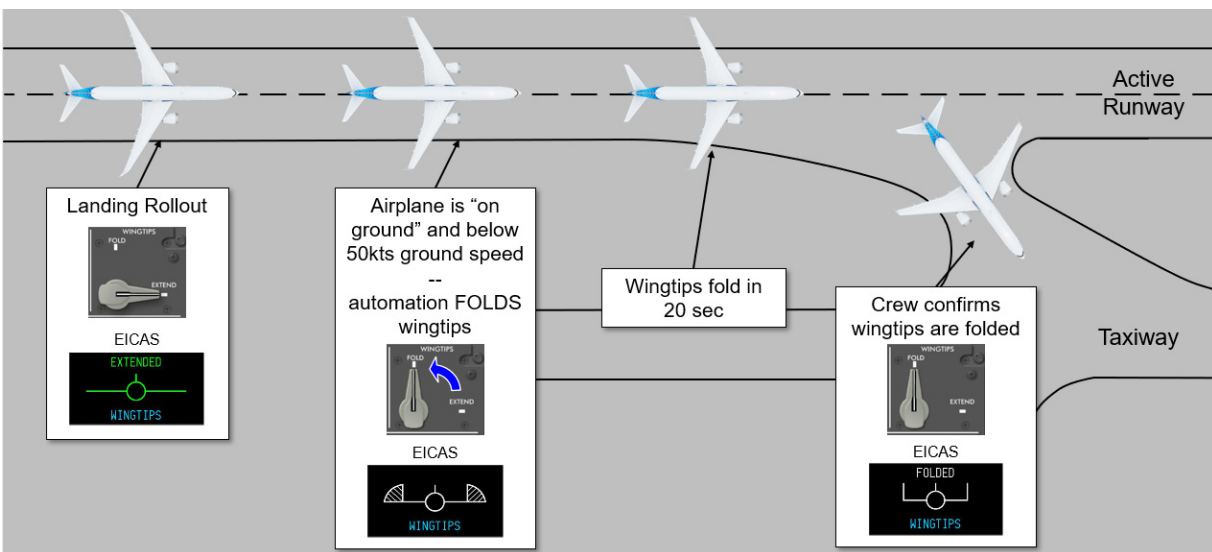 Active
Runway
Landing Rollout
WINGTIPS
FOLD
EXTEND
EICAS
EXTENDED
WINGTIPS
Airplane is “on
ground” and below
50kts ground speed
--
automation FOLDS
wingtips
WINGTIPS
FOLD
EXTEND
EICAS
WINGTIPS
Wingtips fold in
20 sec
Crew confirms
wingtips are folded
WINGTIPS
FOLD
EXTEND
EICAS
FOLDED
WINGTIPS
Taxiway